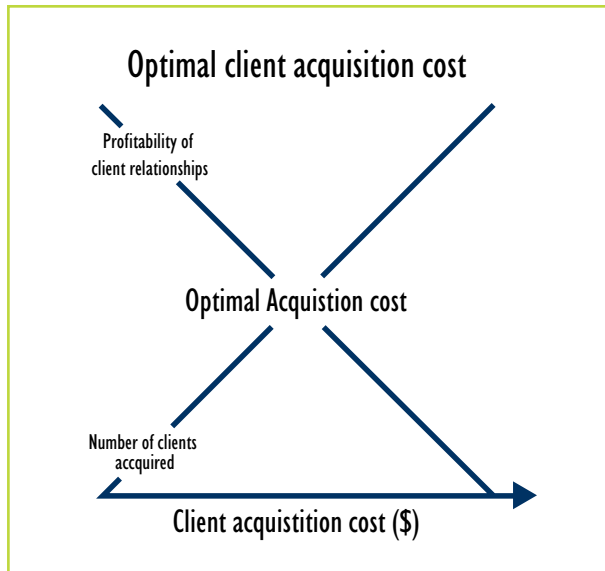 Optimal client acquisition cost
Profitability of
client relationships
Optimal Acquistion cost
Number of clients
accquired
Client acquistition cost ($)